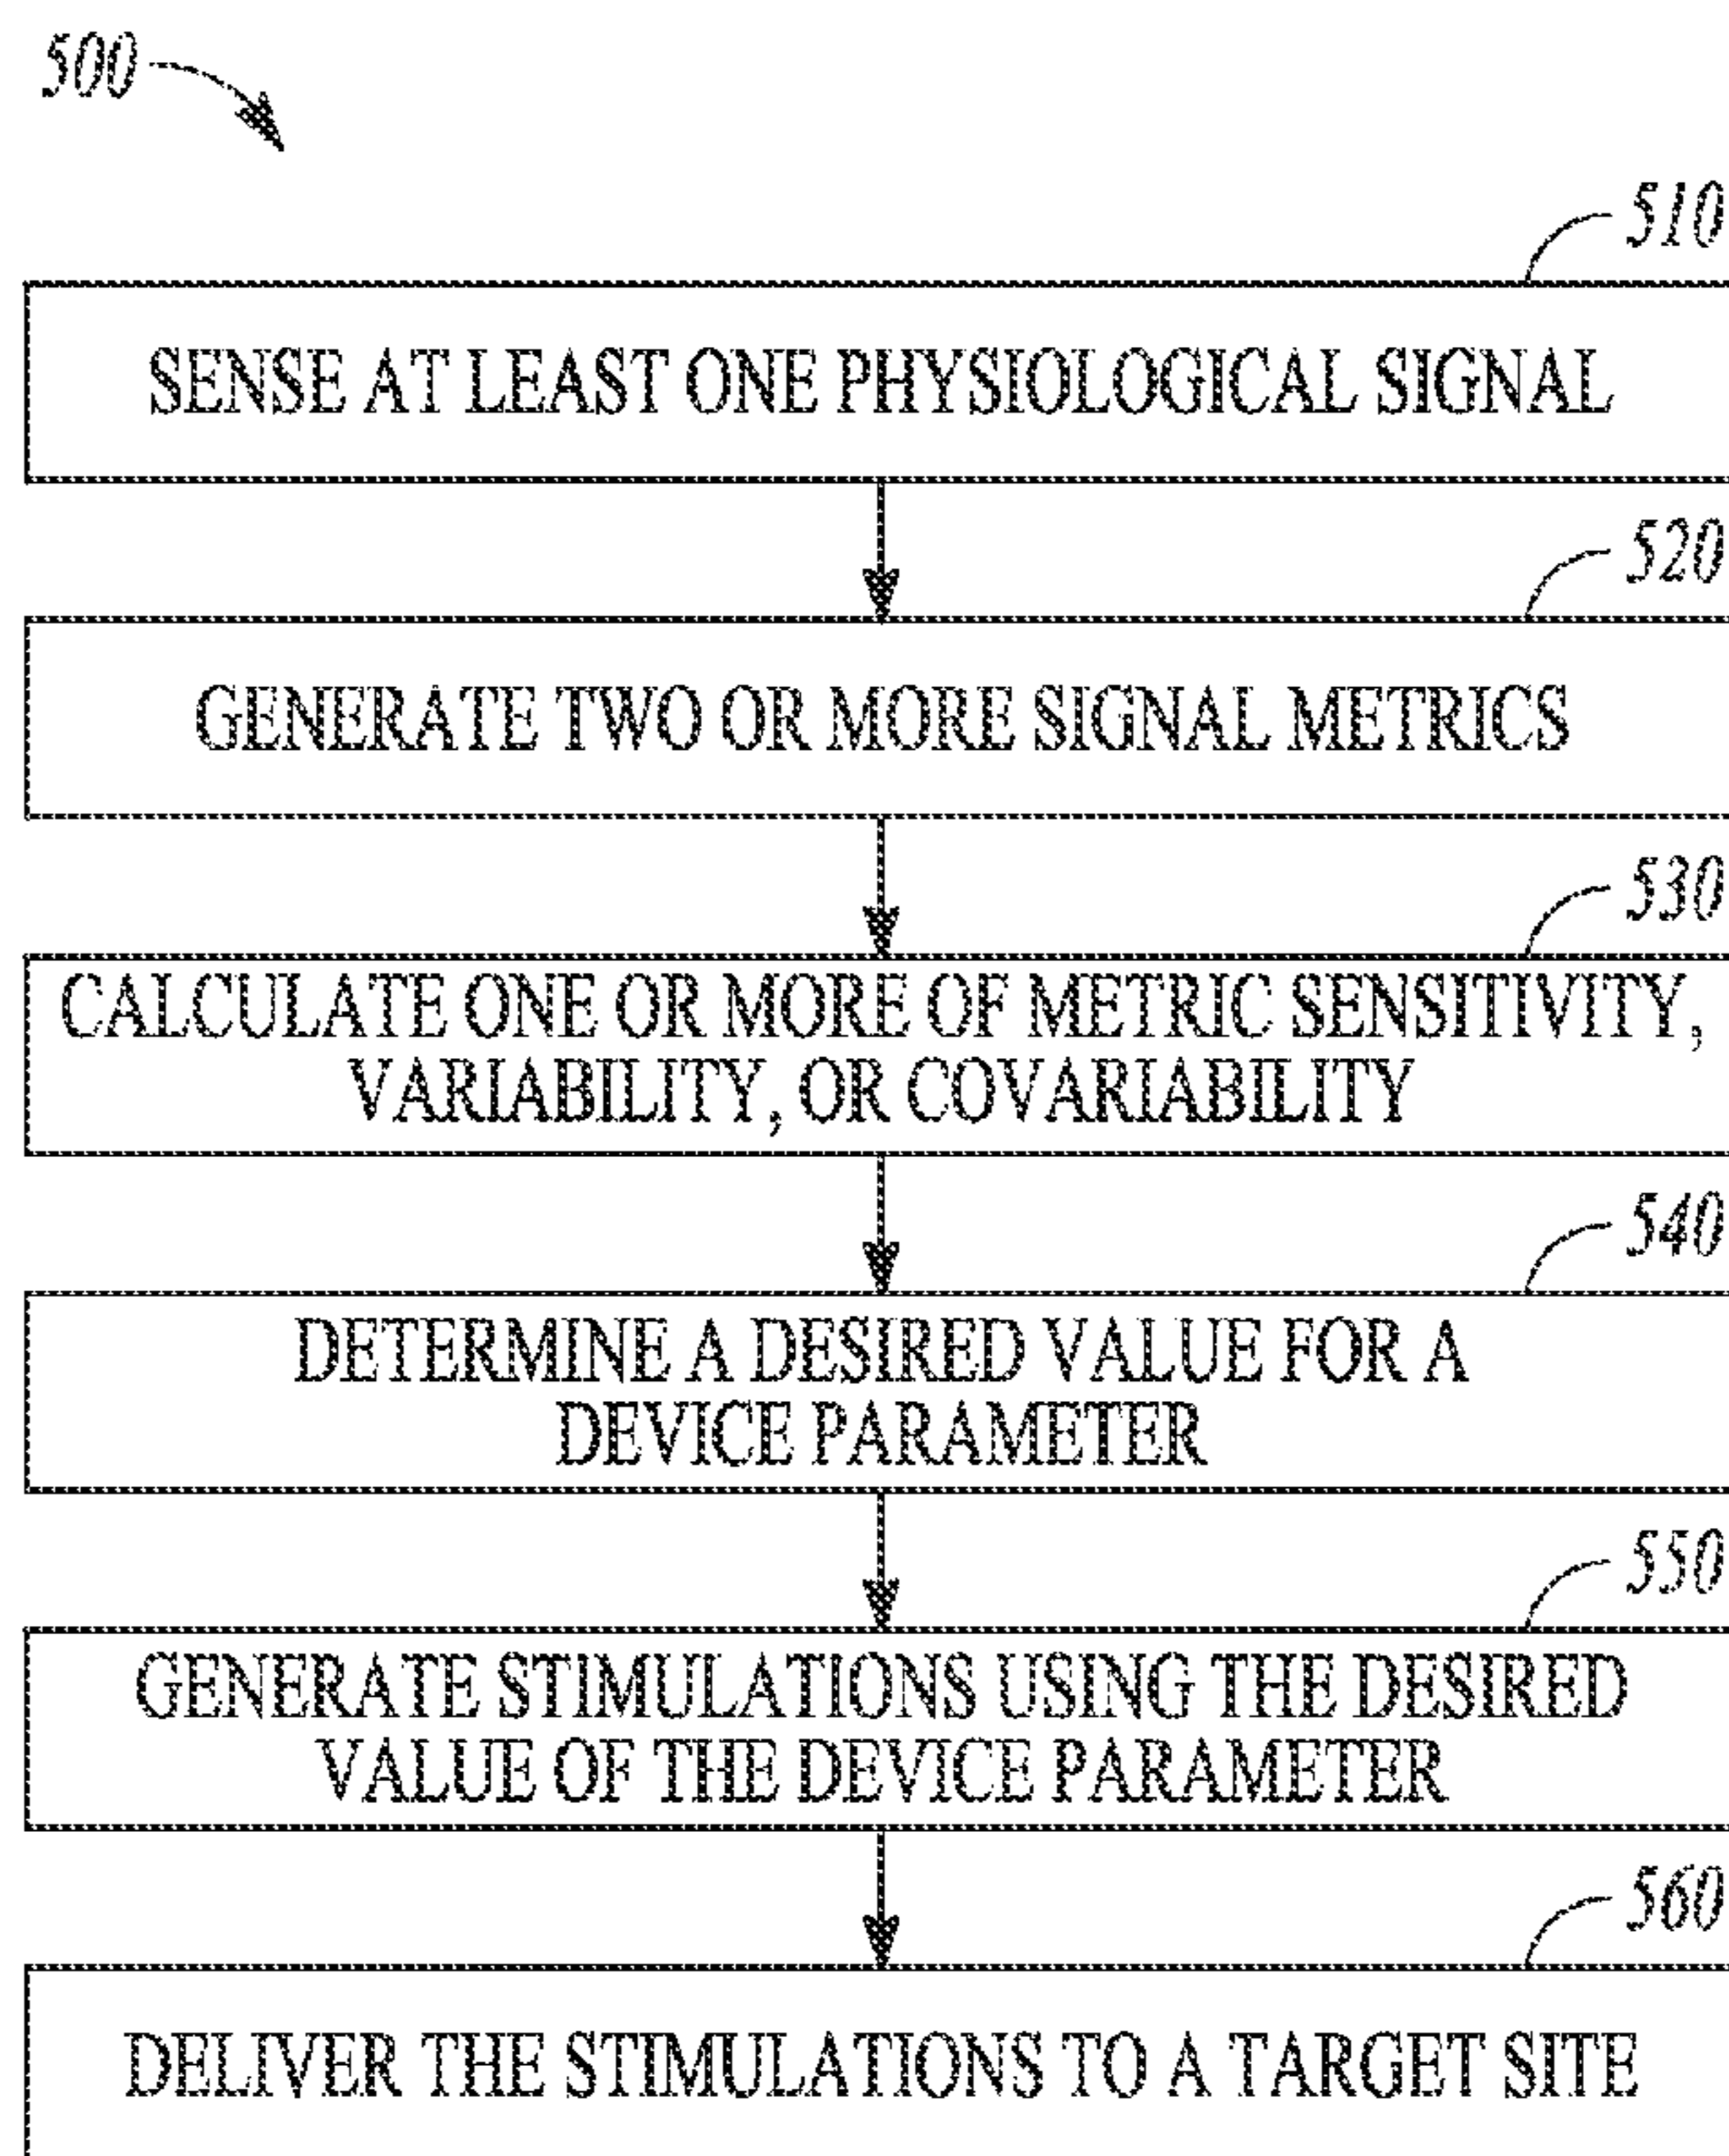 500
510
SENSE AT LEAST ONE PHYSIOLOGICAL SIGNAL
520
GENERATE TWO OR MORE SIGNAL METRICS
530
CALCULATE ONE OR MORE OF METRIC SENSITIVITY,
VARIABILITY, OR COVARIABILITY
540
DETERMINE A DESIRED VALUE FOR A
DEVICE PARAMETER
550
GENERATE STIMULATIONS USING THE DESIRED
VALUE OF THE DEVICE PARAMETER
560
DELIVER THE STIMULATIONS TO A TARGET SITE